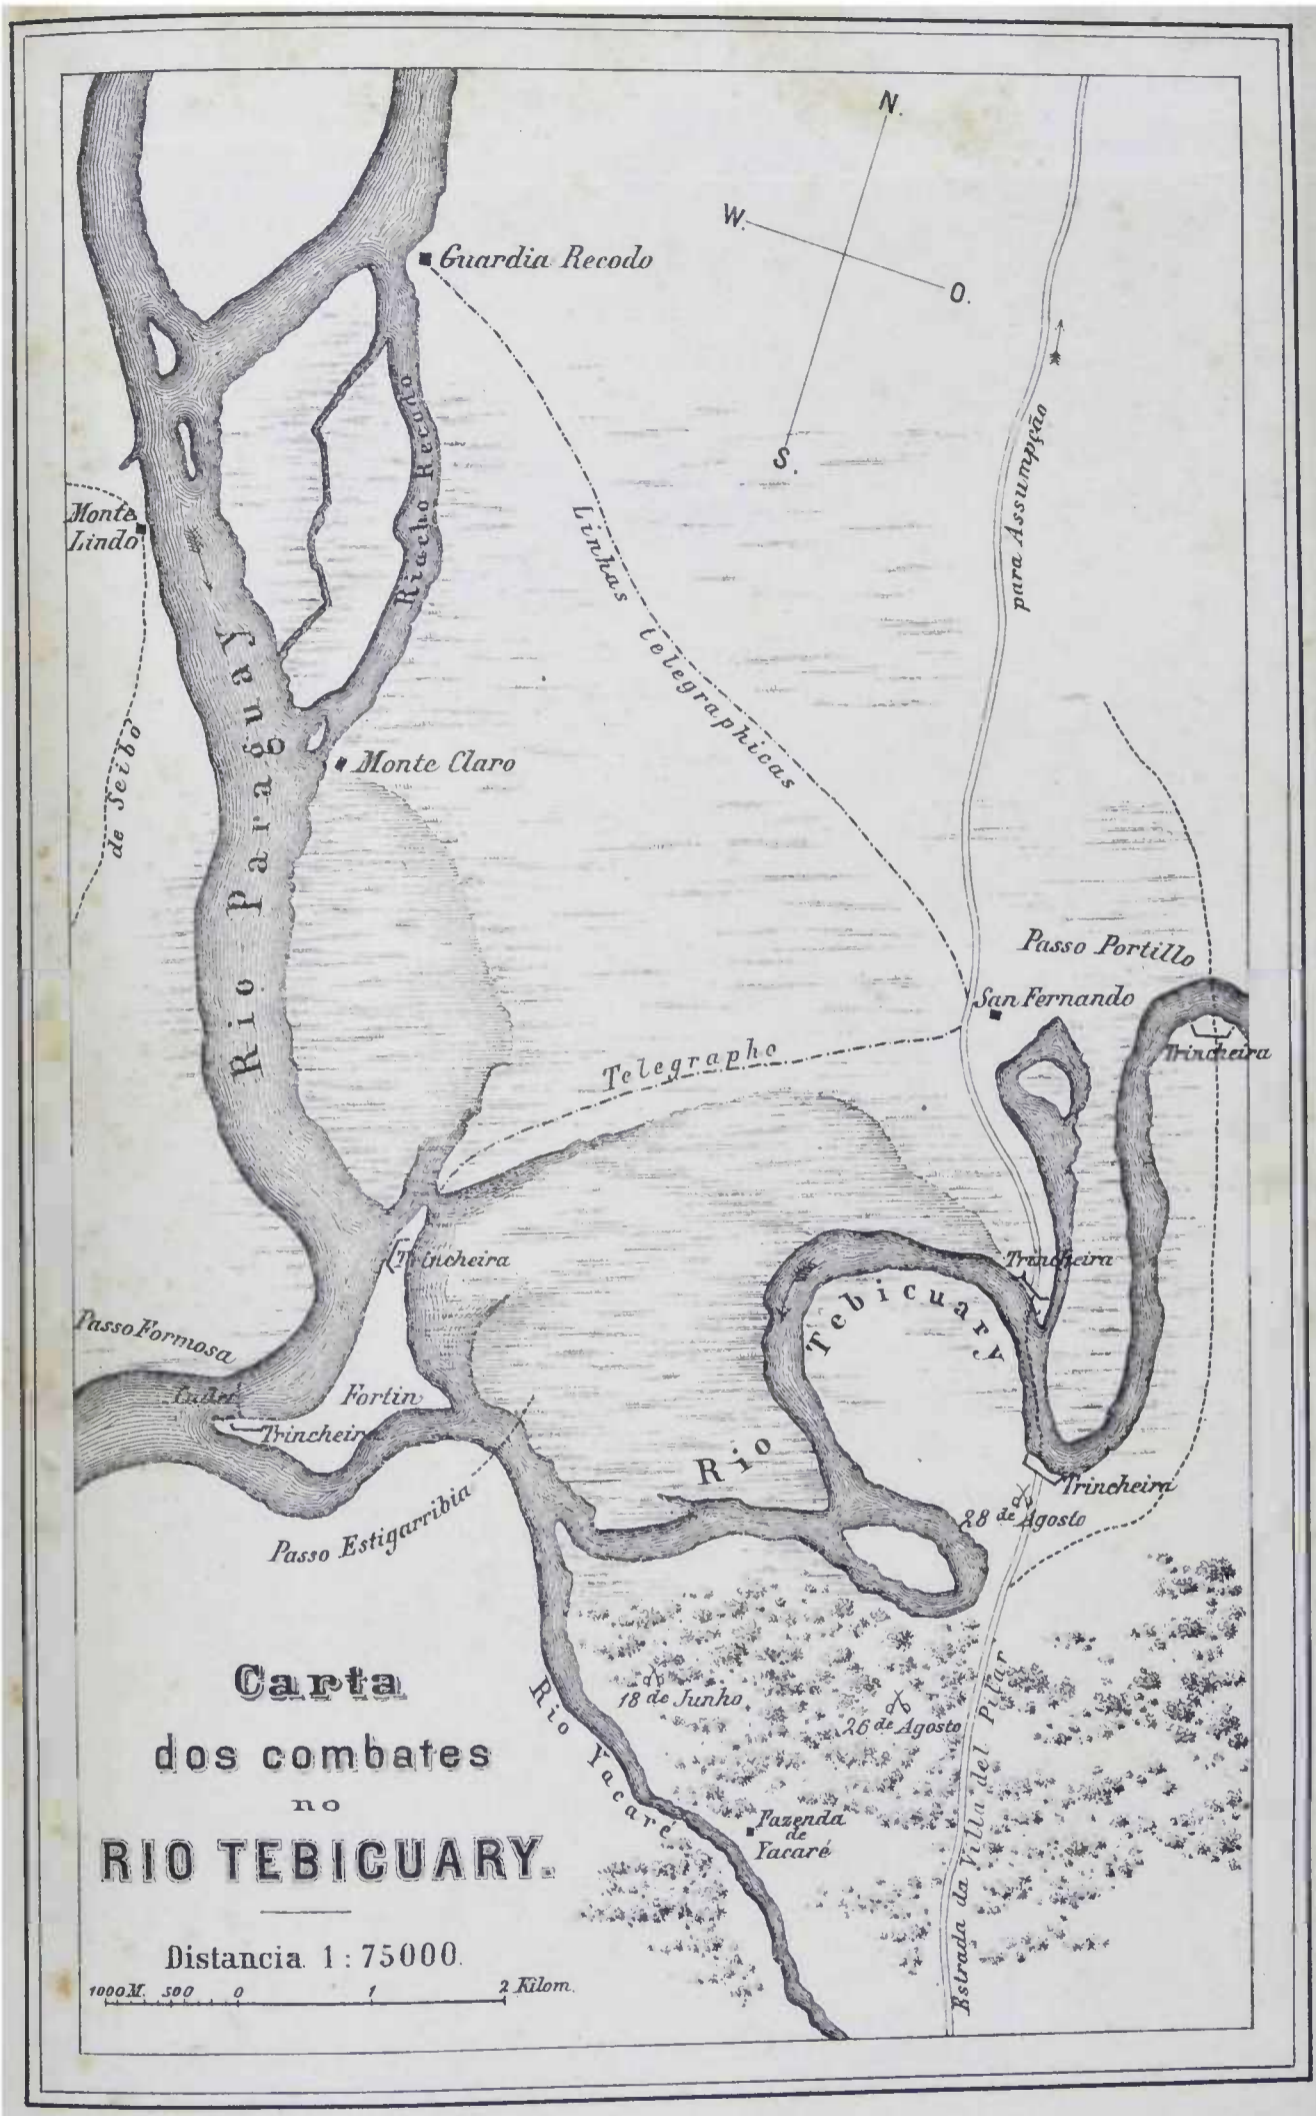 N.
W.
O.
S.
Guardia Recodo
Riacho Recodo
Linhas telegraphicas
para Assumpção
Monte
Lindo
de Seibo
Rio Paraguay
Monte Claro
Passo Portillo
San Fernando
Trincheira
Telegrapho
Trincheira
Trincheira
Rio Tebicuary
Passo Formosa
Fortin
Trincheira
Trincheira
28 de Agosto
Passo Estigarribia
18 de Junho
26 de Agosto
Rio Yacaré
Fazenda
de
Yacaré
Estrada da Villa del Pilar
Carta
dos combates
no
RIO TEBICUARY.
Distancia 1:75000.
1000 M. 500 0 1 2 Kilom.